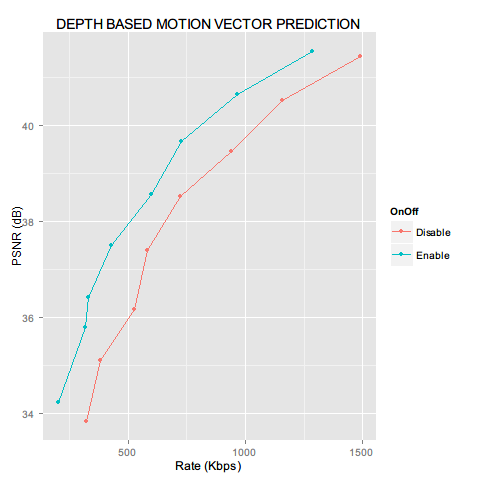 DEPTH BASED MOTION VECTOR PREDICTION
PSNR (dB)
40
38
36
34
500
1000
1500
Rate (Kbps)
OnOff
Disable
Enable